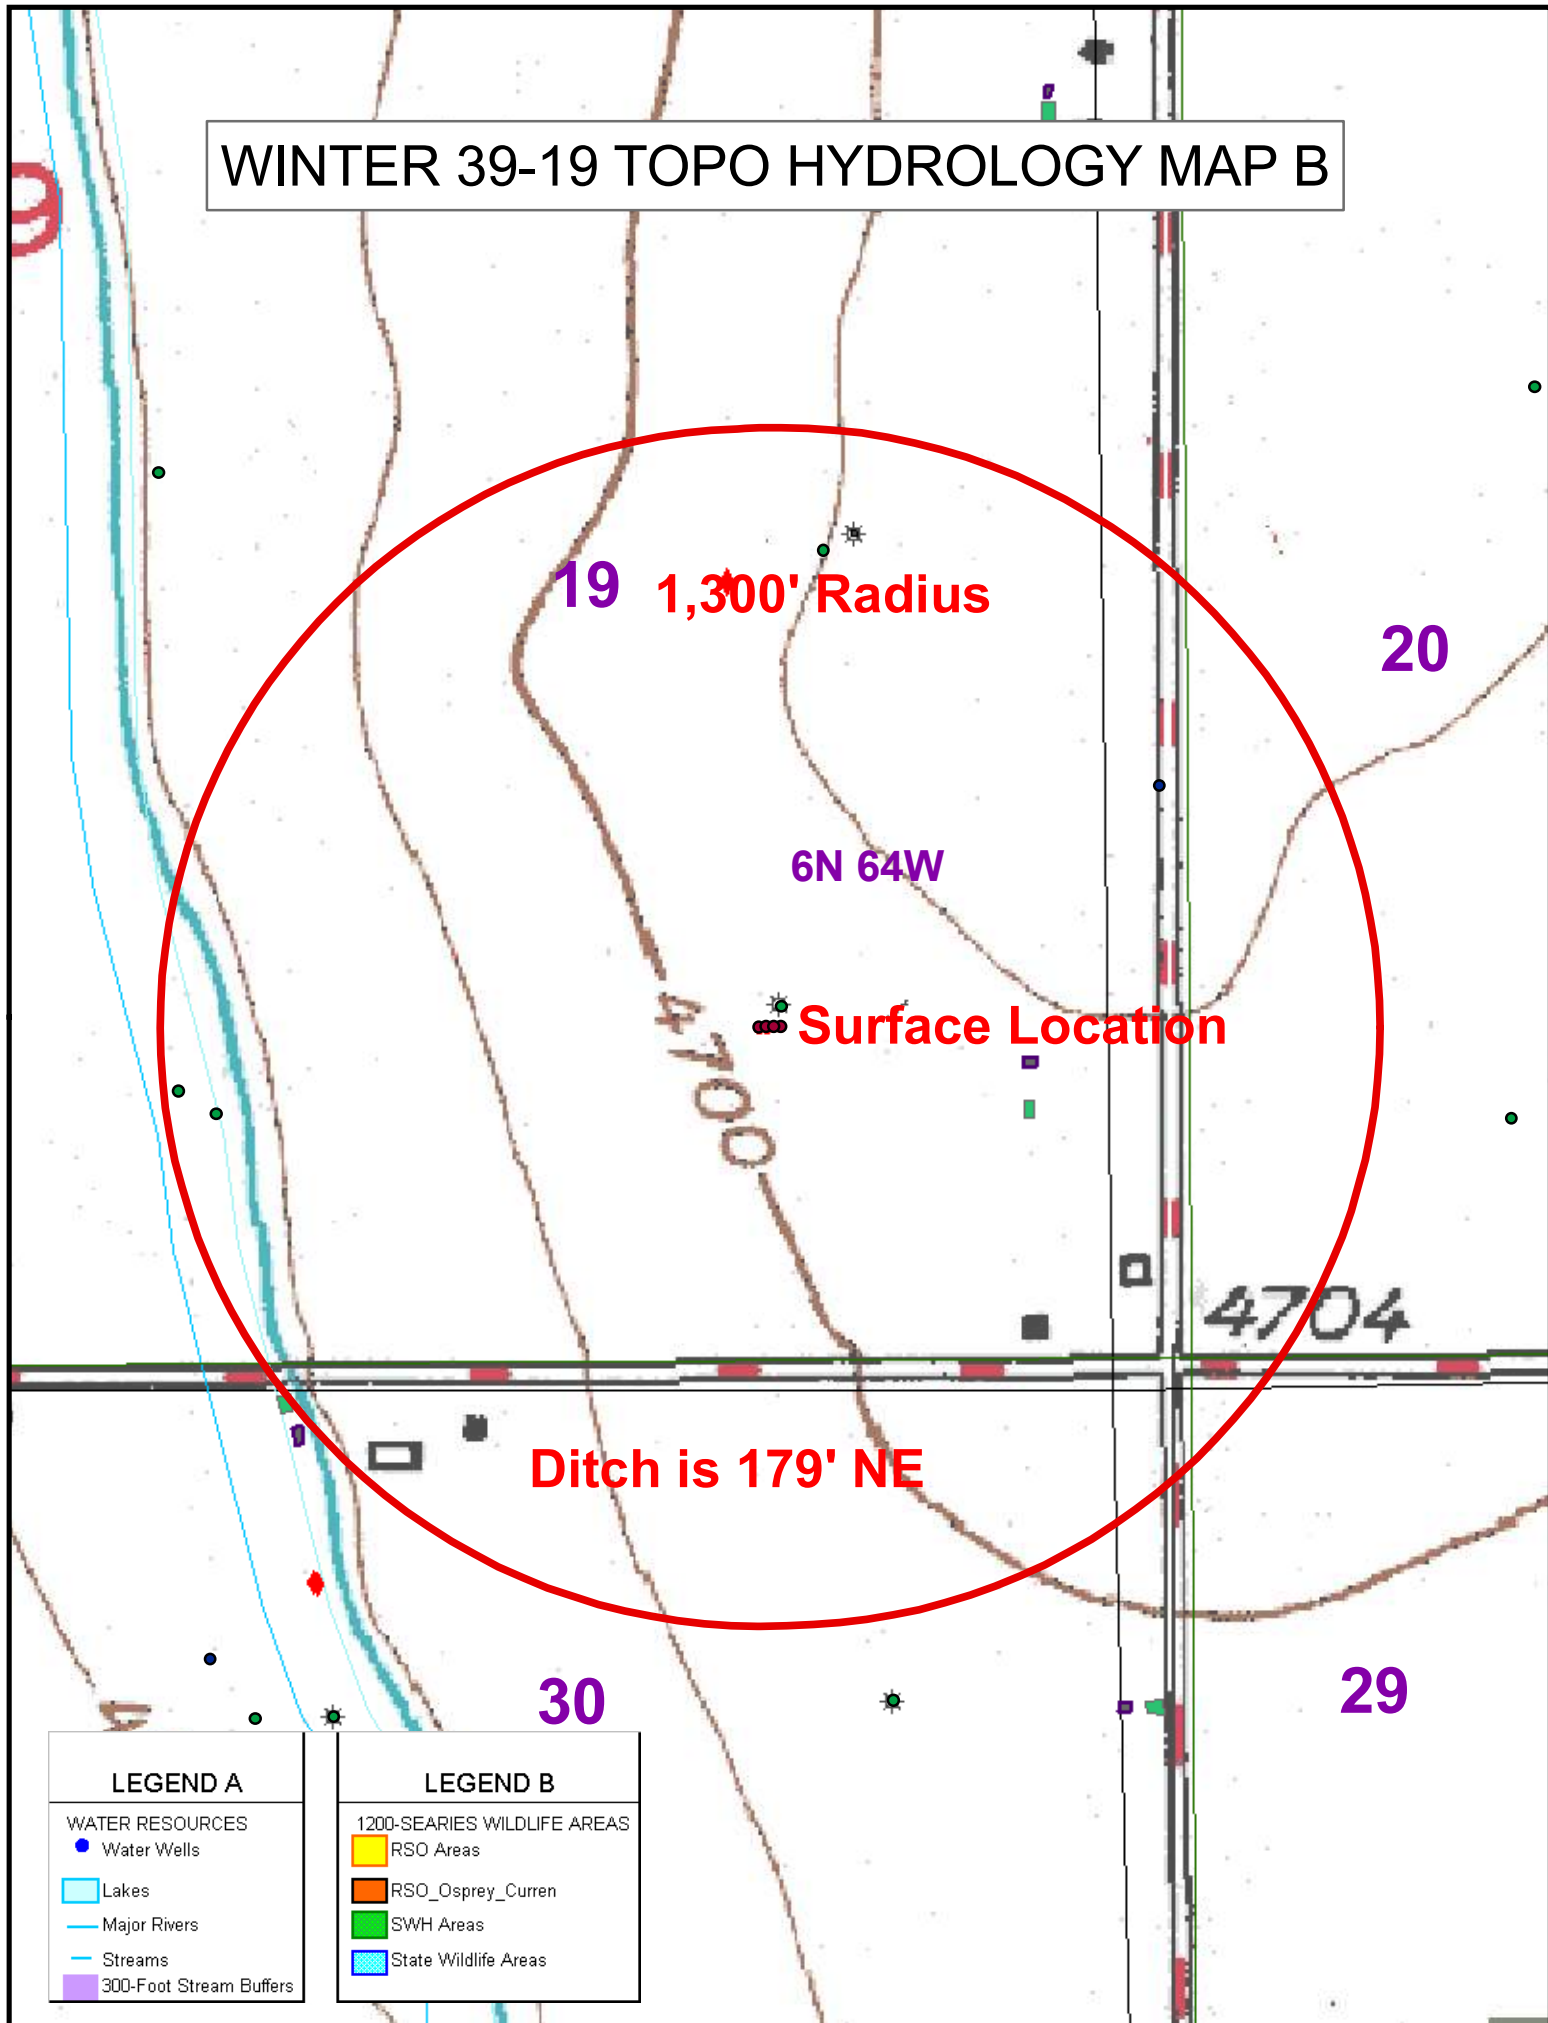 WINTER 39-19 TOPO HYDROLOGY MAP B
19
1,300' Radius
20
6N 64W
4700
Surface Location
4704
Ditch is 179' NE
30
29
LEGEND A
WATER RESOURCES
Water Wells
Lakes
Major Rivers
Streams
300-Foot Stream Buffers
LEGEND B
1200-SEARIES WILDLIFE AREAS
RSO Areas
RSO_Osprey_Curren
SWH Areas
State Wildlife Areas